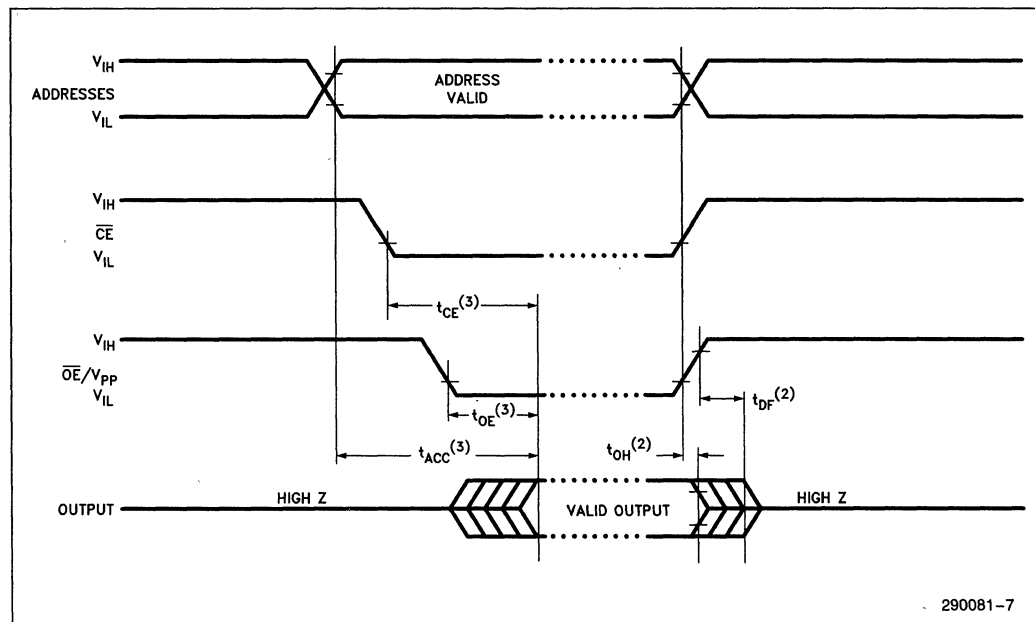 V_IH
ADDRESSES
V_IL
ADDRESS
VALID
V_IH
CE
V_IL
t_CE(3)
V_IH
OE/V_PP
V_IL
t_OE(3)
t_DF(2)
t_ACC(3)
t_OH(2)
OUTPUT
HIGH Z
VALID OUTPUT
HIGH Z
290081-7